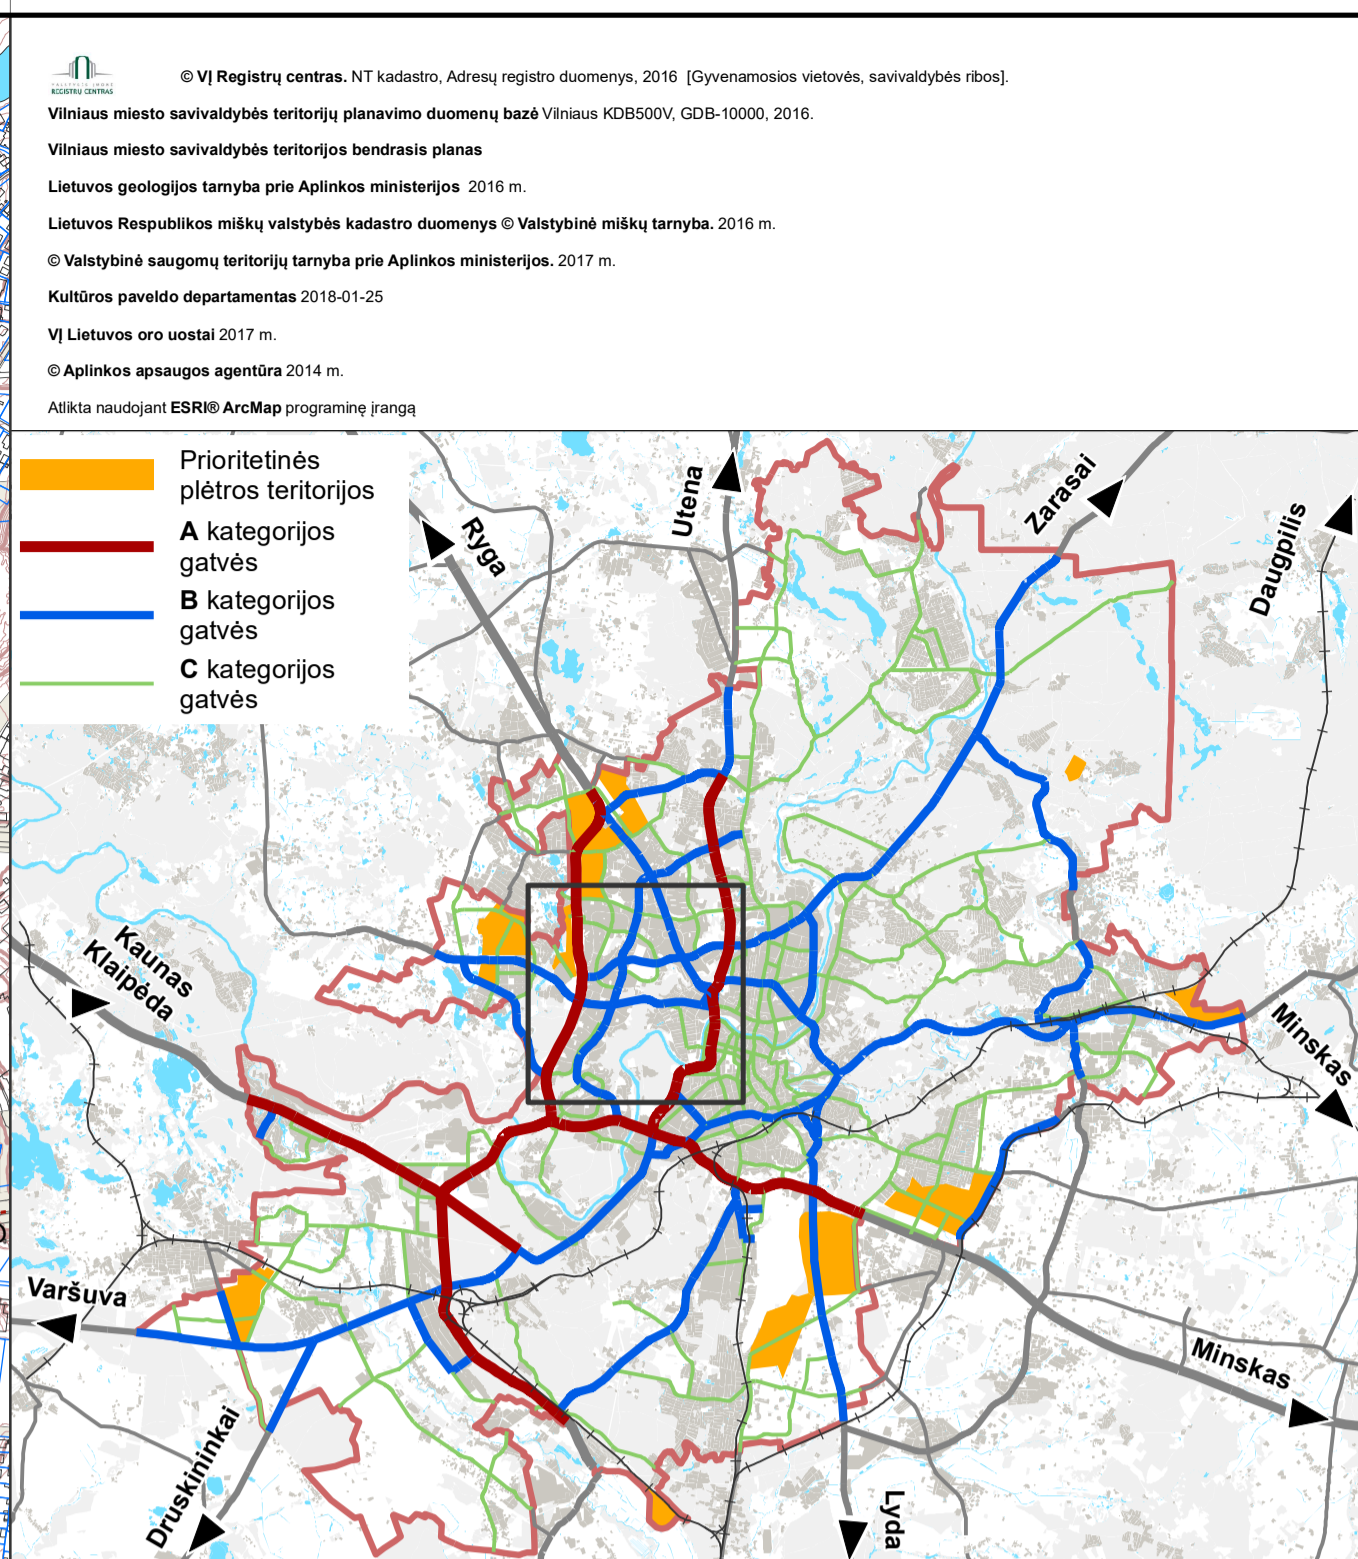 VALSTYBĖS ĮMONĖ
REGISTRŲ CENTRAS
© VĮ Registrų centras. NT kadastro, Adresų registro duomenys, 2016 [Gyvenamosios vietovės, savivaldybės ribos].
Vilniaus miesto savivaldybės teritorijų planavimo duomenų bazė Vilniaus KDB500V, GDB-10000, 2016.
Vilniaus miesto savivaldybės teritorijos bendrasis planas
Lietuvos geologijos tarnyba prie Aplinkos ministerijos 2016 m.
Lietuvos Respublikos miškų valstybės kadastro duomenys © Valstybinė miškų tarnyba. 2016 m.
© Valstybinė saugomų teritorijų tarnyba prie Aplinkos ministerijos. 2017 m.
Kultūros paveldo departamentas 2018-01-25
VĮ Lietuvos oro uostai 2017 m.
© Aplinkos apsaugos agentūra 2014 m.
Atlikta naudojant ESRI® ArcMap programinę įrangą
Prioritetinės
plėtros teritorijos
A kategorijos
gatvės
B kategorijos
gatvės
C kategorijos
gatvės
Ryga
Utena
Zarasai
Daugpilis
Kaunas
Klaipėda
Minskas
Varšuva
Minskas
Druskininkai
Lyda